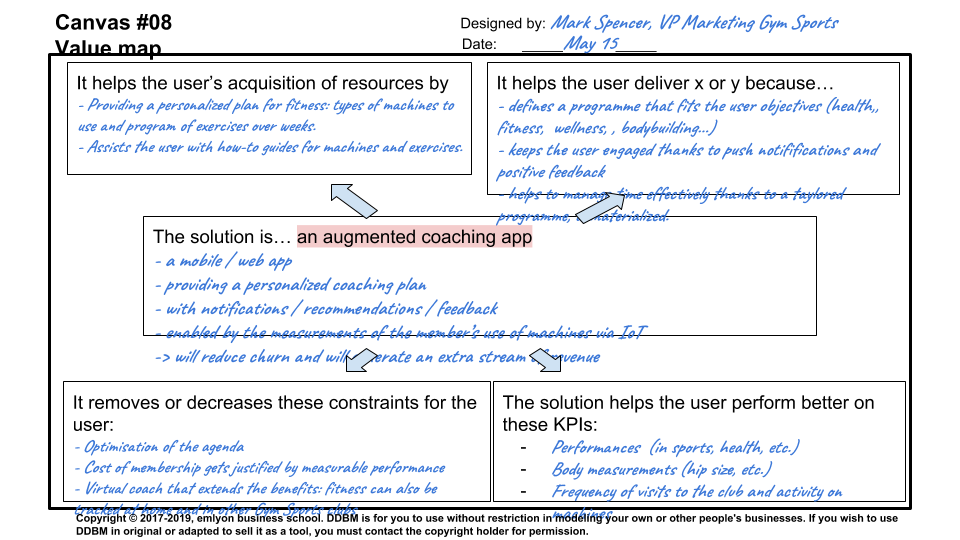 Canvas #08
Value map
Designed by: Mark Spencer, VP Marketing Gym Sports
Date: _____May 15_____
It helps the user's acquisition of resources by
- Providing a personalized plan for fitness: types of machines to
use and program of exercises over weeks.
- Assists the user with how-to guides for machines and exercises.
It helps the user deliver x or y because…
- defines a programme that fits the user objectives (health,,
fitness, wellness, , bodybuilding...)
- keeps the user engaged thanks to push notififications and
positive feedback
- helps to manage time effectively thanks to a taylored
programme, materialized.
The solution is… an augmented coaching app
- a mobile / web app
- providing a personalized coaching plan
- with notifications / recommendations / feedback
- enabled by the measurements of the member's use of machines via IoT
-> will reduce churn and will generate an extra stream of revenue
It removes or decreases these constraints for the
user:
- Optimisation of the agenda
- Cost of membership gets justified by measurable performance
- Virtual coach that extends the benefits: fitness can also be
tracked at home and in other Gym Sports clubs
The solution helps the user perform better on
these KPIs:
- Performances (in sports, health, etc.)
- Body measurements (hip size, etc.)
- Frequency of visits to the club and activity on
machines
Copyright © 2017-2019, emlyon business school. DDBM is for you to use without restriction in modeling your own or other people's businesses. If you wish to use
DDBM in original or adapted to sell it as a tool, you must contact the copyright holder for permission.